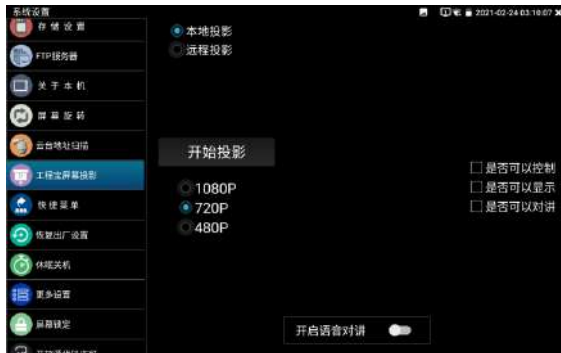 系统设置
2021-02-24 03:18:07
存储设置
FTP服务器
关于本机
屏幕旋转
云台地址扫描
工程宝屏幕投影
快捷菜单
恢复出厂设置
休眠关机
更多设置
屏幕锁定
本地投影
远程投影
开始投影
1080P
720P
480P
是否可以控制
是否可以显示
是否可以对讲
开启语音对讲